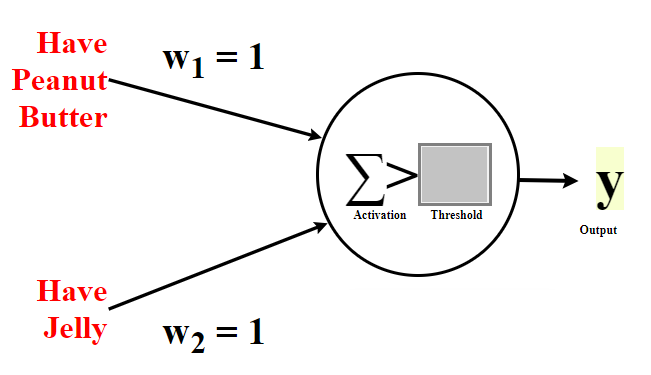 Have
Peanut
Butter
w1 = 1
∑ >
Activation Threshold
y
Output
Have
Jelly
w2 = 1